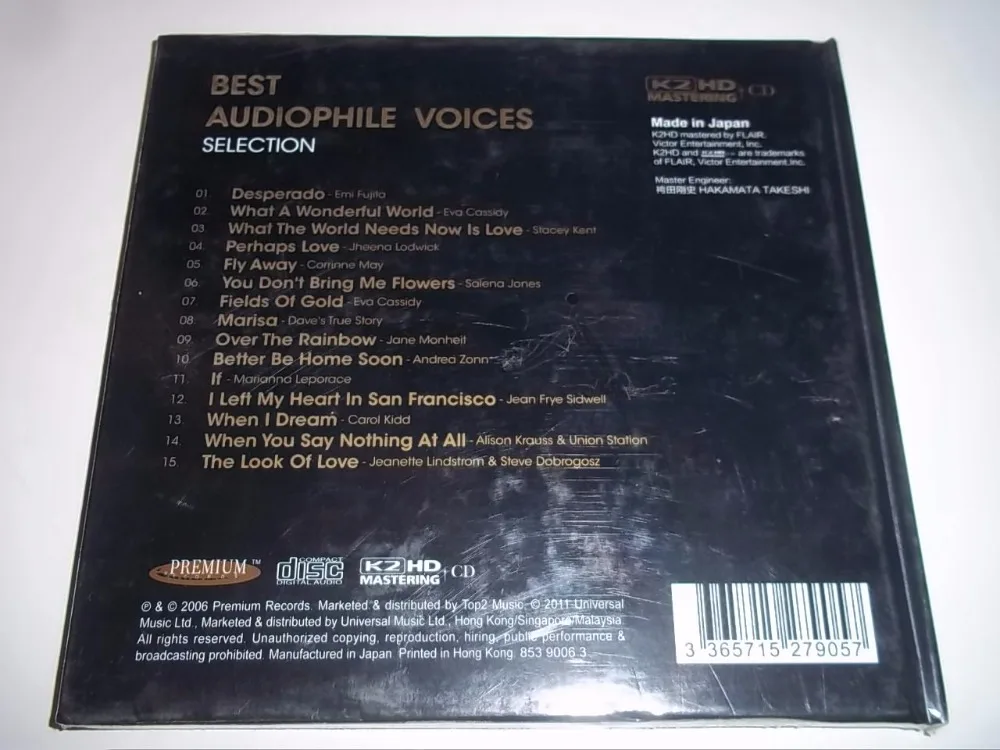 BEST
AUDIOPHILE VOICES
SELECTION
K2 HD
MASTERING +CD
Made in Japan
K2HD mastered by FLAIR.
Victor Entertainment, Inc.
K2HD and are trademarks
of FLAIR, Victor Entertainment,Inc.
Master Engineer:
袴田剛史 HAKAMATA TAKESHI
01. Desperado - Emi Fujita
02. What A Wonderful World - Eva Cassidy
03. What The World Needs Now Is Love - Stacey Kent
04. Perhaps Love - Jheena Lodwick
05. Fly Away - Corrinne May
06. You Don't Bring Me Flowers - Salena Jones
07. Fields Of Gold - Eva Cassidy
08. Marisa - Dave's True Story
09. Over The Rainbow - Jane Monheit
10. Better Be Home Soon - Andrea Zonn
11. If - Marianna Leporace
12. I Left My Heart In San Francisco - Jean Frye Sidwell
13. When I Dream - Carol Kidd
14. When You Say Nothing At All - Alison Krauss & Union Station
15. The Look Of Love - Jeanette Lindstrom & Steve Dobrogosz
PREMIUM™
COMPACT
disc
DIGITAL AUDIO
K2 HD
MASTERING +CD
℗ & © 2006 Premium Records. Marketed & distributed by Top2 Music, © 2011 Universal
Music Ltd., Marketed & distributed by Universal Music Ltd., Hong Kong/Singapore/Malaysia.
All rights reserved. Unauthorized copying, reproduction, hiring, public performance &
broadcasting prohibited. Manufactured in Japan. Printed in Hong Kong. 853 9006 3
3 365715 279057